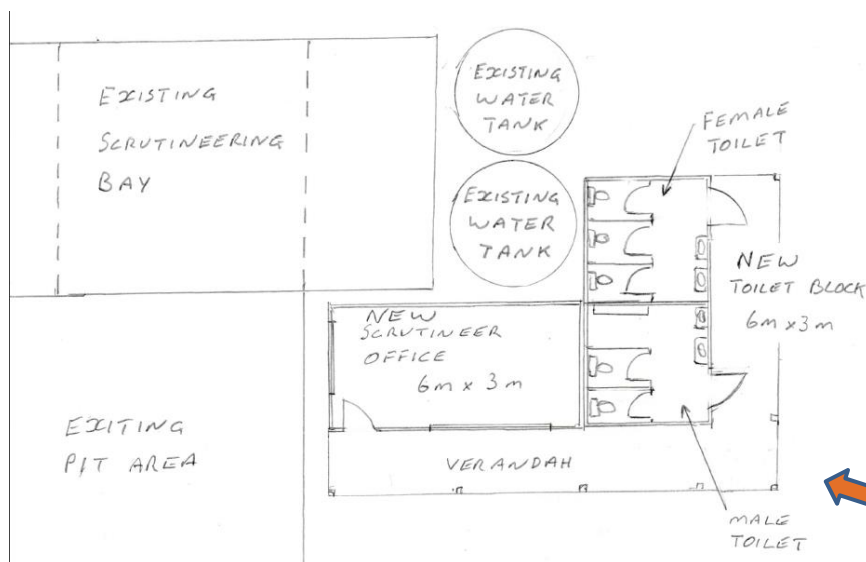 EXISTING
SCRUTINEERING
BAY
EXISTING
WATER
TANK
EXISTING
WATER
TANK
FEMALE
TOILET
NEW
TOILET BLOCK
6m x 3m
NEW
SCRUTINEER
OFFICE
6m x 3m
EXITING
PIT AREA
VERANDAH
MALE
TOILET